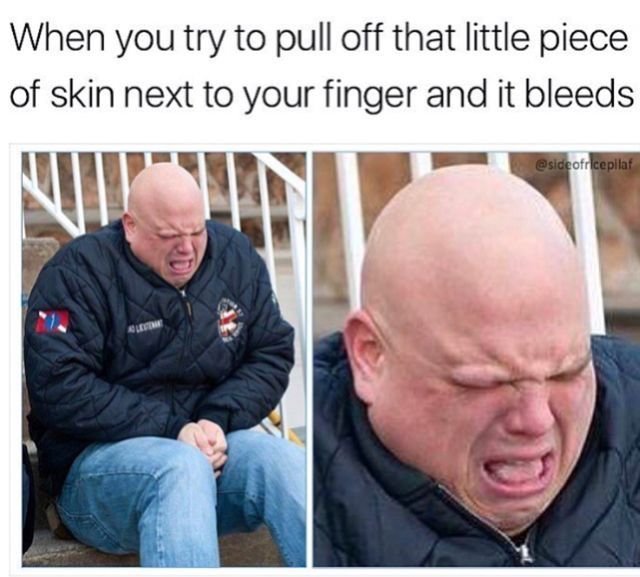 When you try to pull off that little piece
of skin next to your finger and it bleeds
@sideofricepilaf
LIEUTENANT